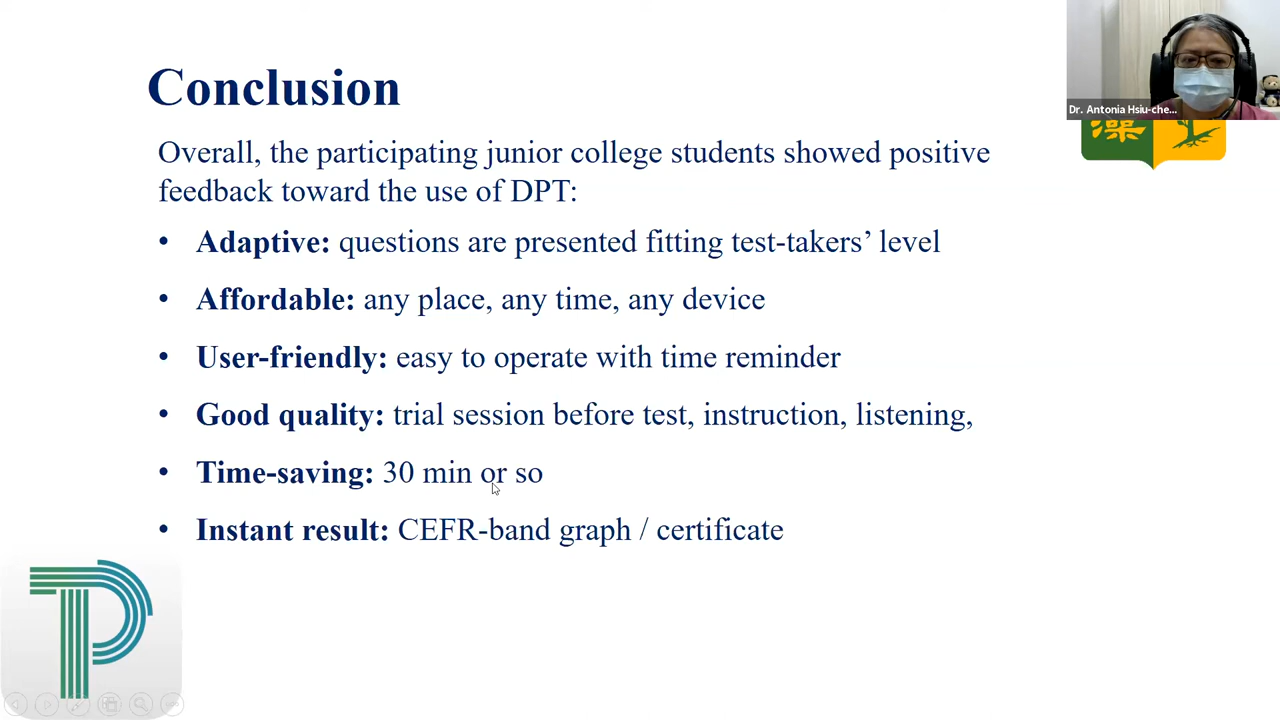 Conclusion
Dr. Antonia Hsiu-che...
藻
Overall, the participating junior college students showed positive
feedback toward the use of DPT:
• Adaptive: questions are presented fitting test-takers’ level
• Affordable: any place, any time, any device
• User-friendly: easy to operate with time reminder
• Good quality: trial session before test, instruction, listening,
• Time-saving: 30 min or so
• Instant result: CEFR-band graph / certificate